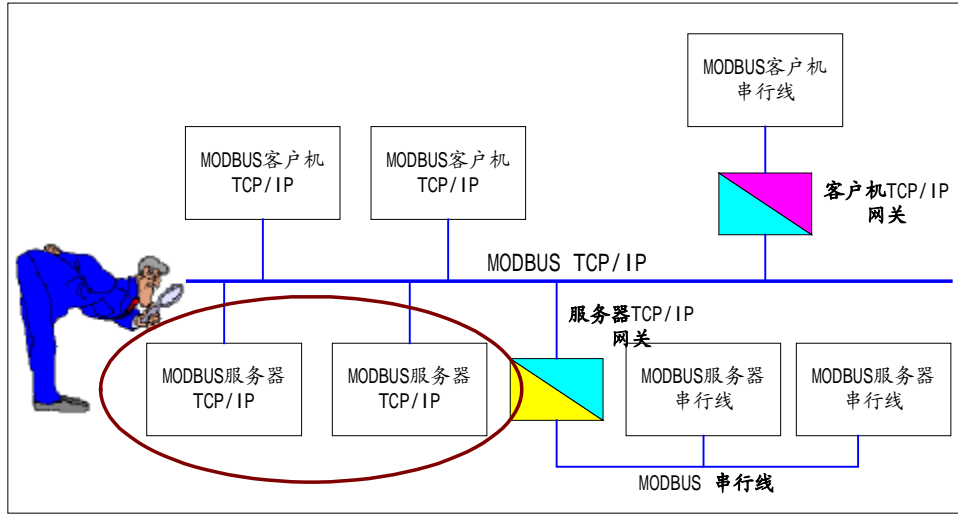 MODBUS客户机
串行线
MODBUS客户机
TCP/IP
MODBUS客户机
TCP/IP
客户机TCP/IP
网关
MODBUS TCP/IP
服务器TCP/IP
网关
MODBUS服务器
TCP/IP
MODBUS服务器
TCP/IP
MODBUS服务器
串行线
MODBUS服务器
串行线
MODBUS 串行线